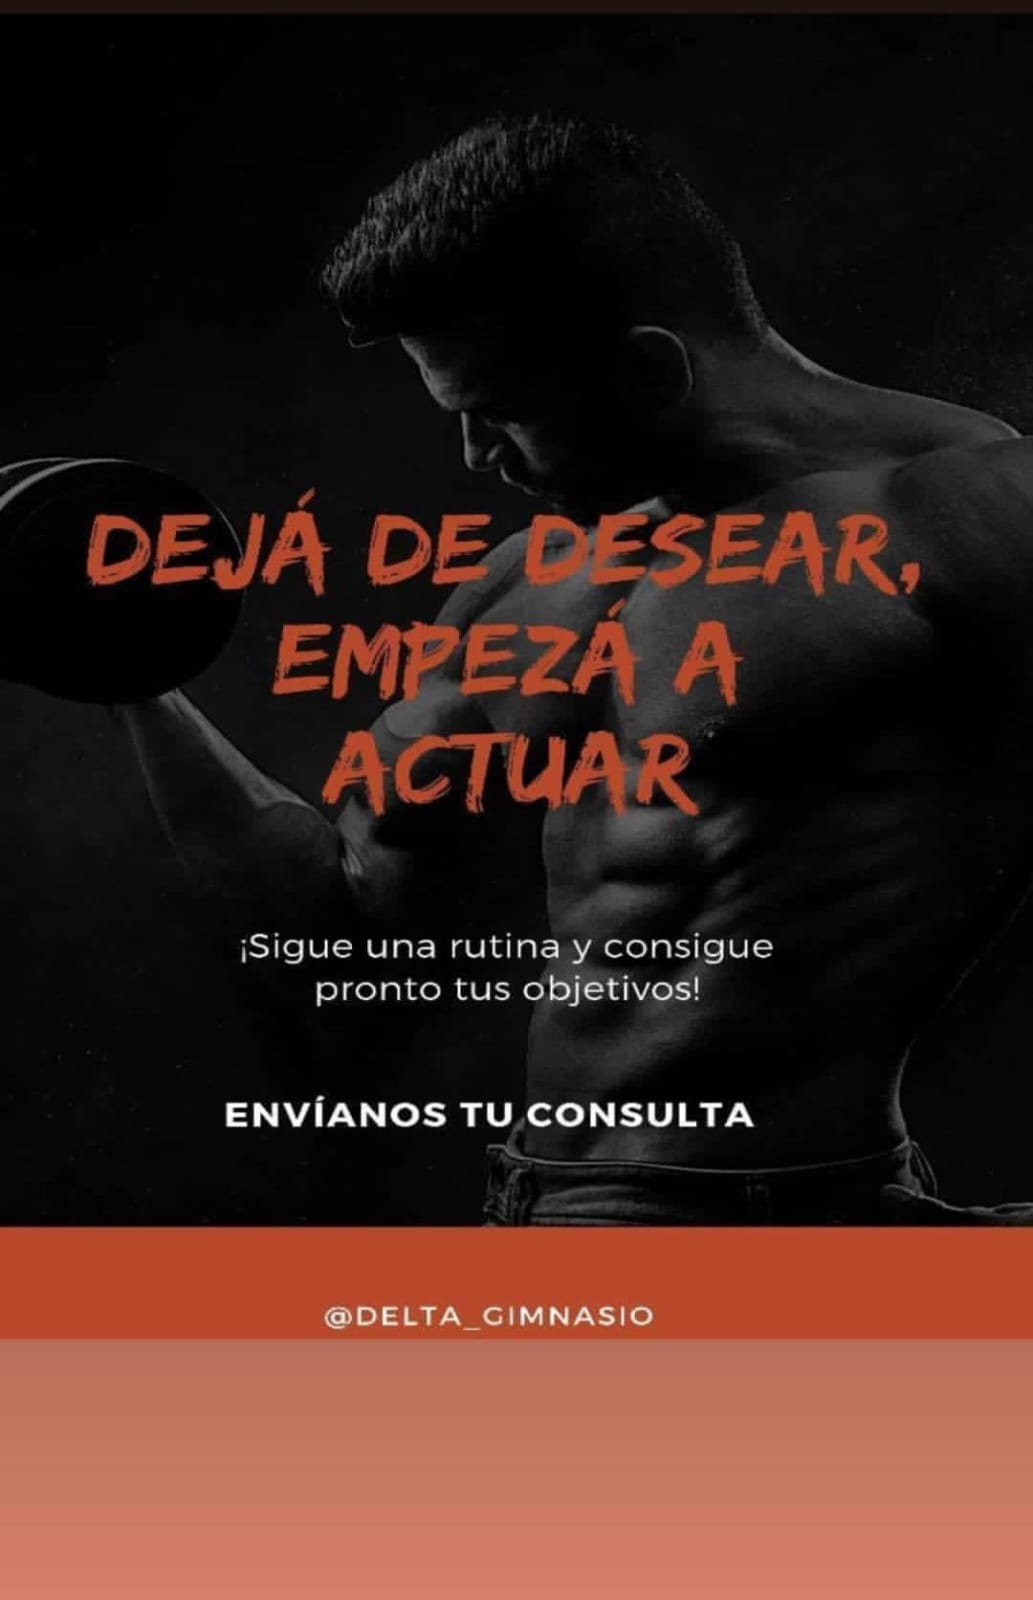 DEJÁ DE DESEAR,
EMPEZÁ A
ACTUAR
¡Sigue una rutina y consigue
pronto tus objetivos!
ENVÍANOS TU CONSULTA
@DELTA_GIMNASIO